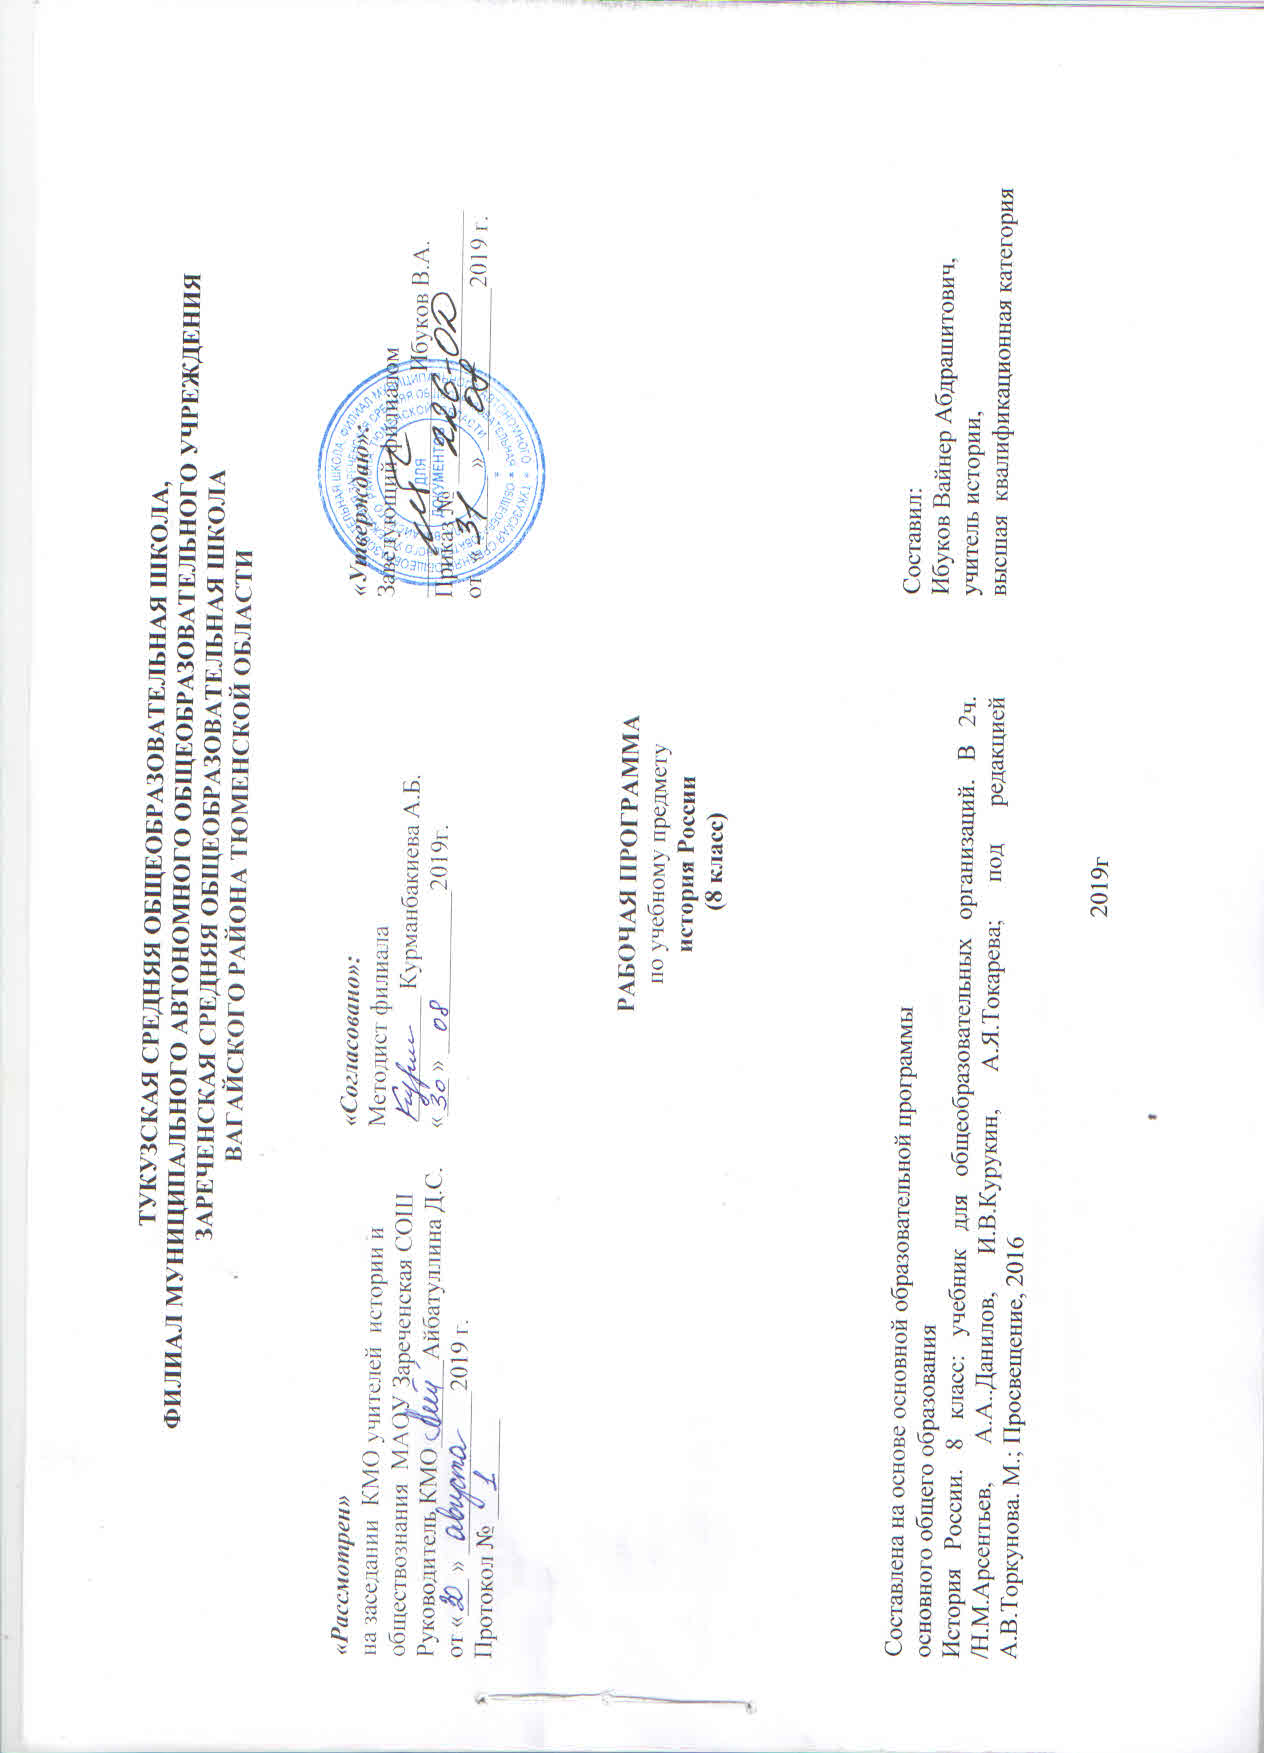 ТУКУЗСКАЯ СРЕДНЯЯ ОБЩЕОБРАЗОВАТЕЛЬНАЯ ШКОЛА,
ФИЛИАЛ МУНИЦИПАЛЬНОГО АВТОНОМНОГО ОБЩЕОБРАЗОВАТЕЛЬНОГО УЧРЕЖДЕНИЯ
ЗАРЕЧЕНСКАЯ СРЕДНЯЯ ОБЩЕОБРАЗОВАТЕЛЬНАЯ ШКОЛА
ВАГАЙСКОГО РАЙОНА ТЮМЕНСКОЙ ОБЛАСТИ
«Рассмотрен»
на заседании КМО учителей истории и
обществознания МАОУ Зареченская СОШ
Руководитель КМО Айбатуллина Д.С.
от « 30 » августа 2019 г.
Протокол № 1
«Согласовано»:
Методист филиала
Курманбакиева А.Б.
« 30 » 08 2019г.
«Утверждаю»:
Заведующий филиалом
Ибуков В.А.
Приказ № 226-ОД
от « 31 » 08 2019 г.
ДЛЯ
ДОКУМЕНТОВ
РАБОЧАЯ ПРОГРАММА
по учебному предмету
история России
(8 класс)
Составлена на основе основной образовательной программы
основного общего образования
История России. 8 класс: учебник для общеобразовательных организаций. В 2ч.
/Н.М.Арсентьев, А.А..Данилов, И.В.Курукин, А.Я.Токарева; под редакцией
А.В.Торкунова. М.; Просвещение, 2016
Составил:
Ибуков Вайнер Абдрашитович,
учитель истории,
высшая квалификационная категория
2019г